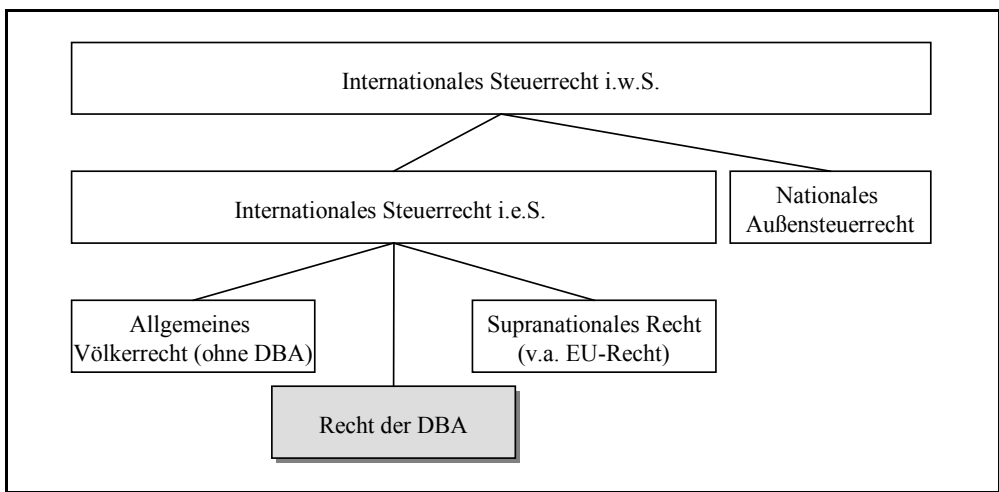 Internationales Steuerrecht i.w.S.
Internationales Steuerrecht i.e.S.
Nationales
Außensteuerrecht
Allgemeines
Völkerrecht (ohne DBA)
Supranationales Recht
(v.a. EU-Recht)
Recht der DBA